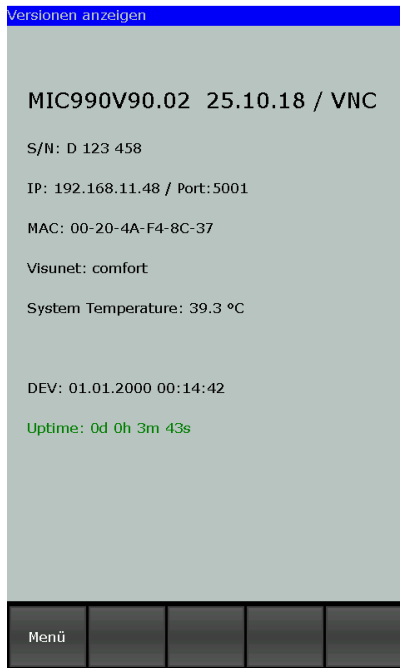 Versionen anzeigen
MIC990V90.02 25.10.18 / VNC
S/N: D 123 458
IP: 192.168.11.48 / Port:5001
MAC: 00-20-4A-F4-8C-37
Visunet: comfort
System Temperature: 39.3 ºC
DEV: 01.01.2000 00:14:42
Uptime: 0d 0h 3m 43s
Menü